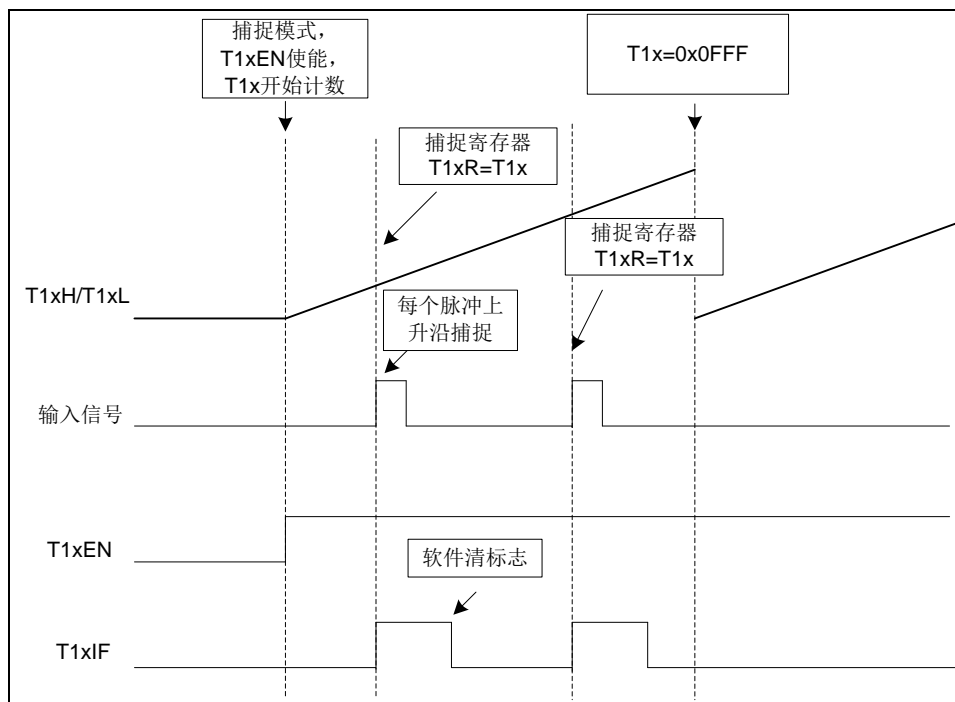 捕捉模式，
T1xEN使能，
T1x开始计数
T1x=0x0FFF
捕捉寄存器
T1xR=T1x
捕捉寄存器
T1xR=T1x
T1xH/T1xL
每个脉冲上
升沿捕捉
输入信号
T1xEN
软件清标志
T1xIF